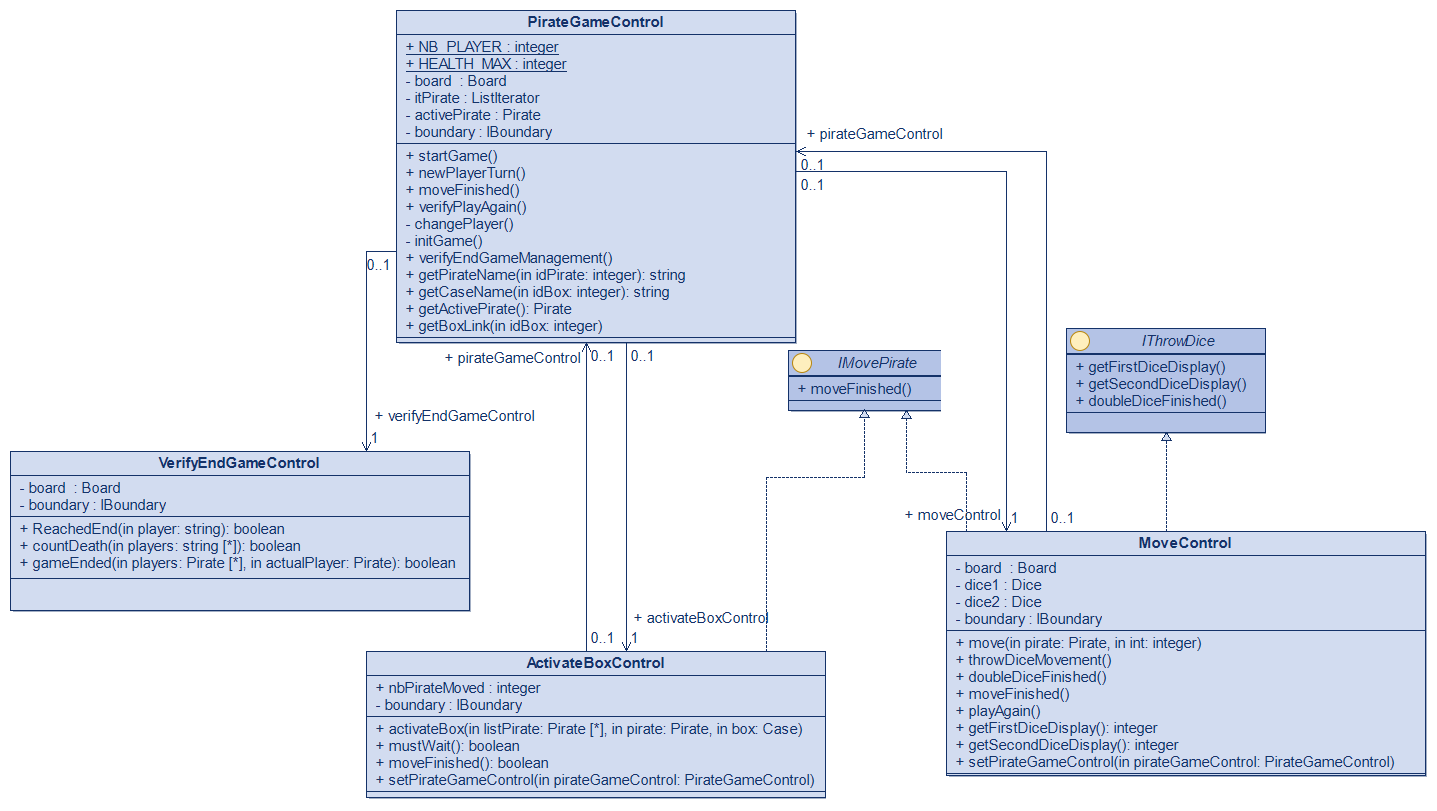 PirateGameControl
+ NB_PLAYER : integer
+ HEALTH_MAX : integer
- board : Board
- itPirate : ListIterator
- activePirate : Pirate
- boundary : IBoundary
+ startGame()
+ newPlayerTurn()
+ moveFinished()
+ verifyPlayAgain()
- changePlayer()
- initGame()
+ verifyEndGameManagement()
+ getPirateName(in idPirate: integer): string
+ getCaseName(in idBox: integer): string
+ getActivePirate(): Pirate
+ getBoxLink(in idBox: integer)
+ pirateGameControl
0..1
0..1
0..1
+ pirateGameControl
0..1
0..1
IMovePirate
+ moveFinished()
IThrowDice
+ getFirstDiceDisplay()
+ getSecondDiceDisplay()
+ doubleDiceFinished()
+ verifyEndGameControl
1
VerifyEndGameControl
- board : Board
- boundary : IBoundary
+ ReachedEnd(in player: string): boolean
+ countDeath(in players: string [*]): boolean
+ gameEnded(in players: Pirate [*], in actualPlayer: Pirate): boolean
+ moveControl
1
0..1
MoveControl
- board : Board
- dice1 : Dice
- dice2 : Dice
- boundary : IBoundary
+ move(in pirate: Pirate, in int: integer)
+ throwDiceMovement()
+ doubleDiceFinished()
+ moveFinished()
+ playAgain()
+ getFirstDiceDisplay(): integer
+ getSecondDiceDisplay(): integer
+ setPirateGameControl(in pirateGameControl: PirateGameControl)
+ activateBoxControl
0..1
1
ActivateBoxControl
+ nbPirateMoved : integer
- boundary : IBoundary
+ activateBox(in listPirate: Pirate [*], in pirate: Pirate, in box: Case)
+ mustWait(): boolean
+ moveFinished(): boolean
+ setPirateGameControl(in pirateGameControl: PirateGameControl)